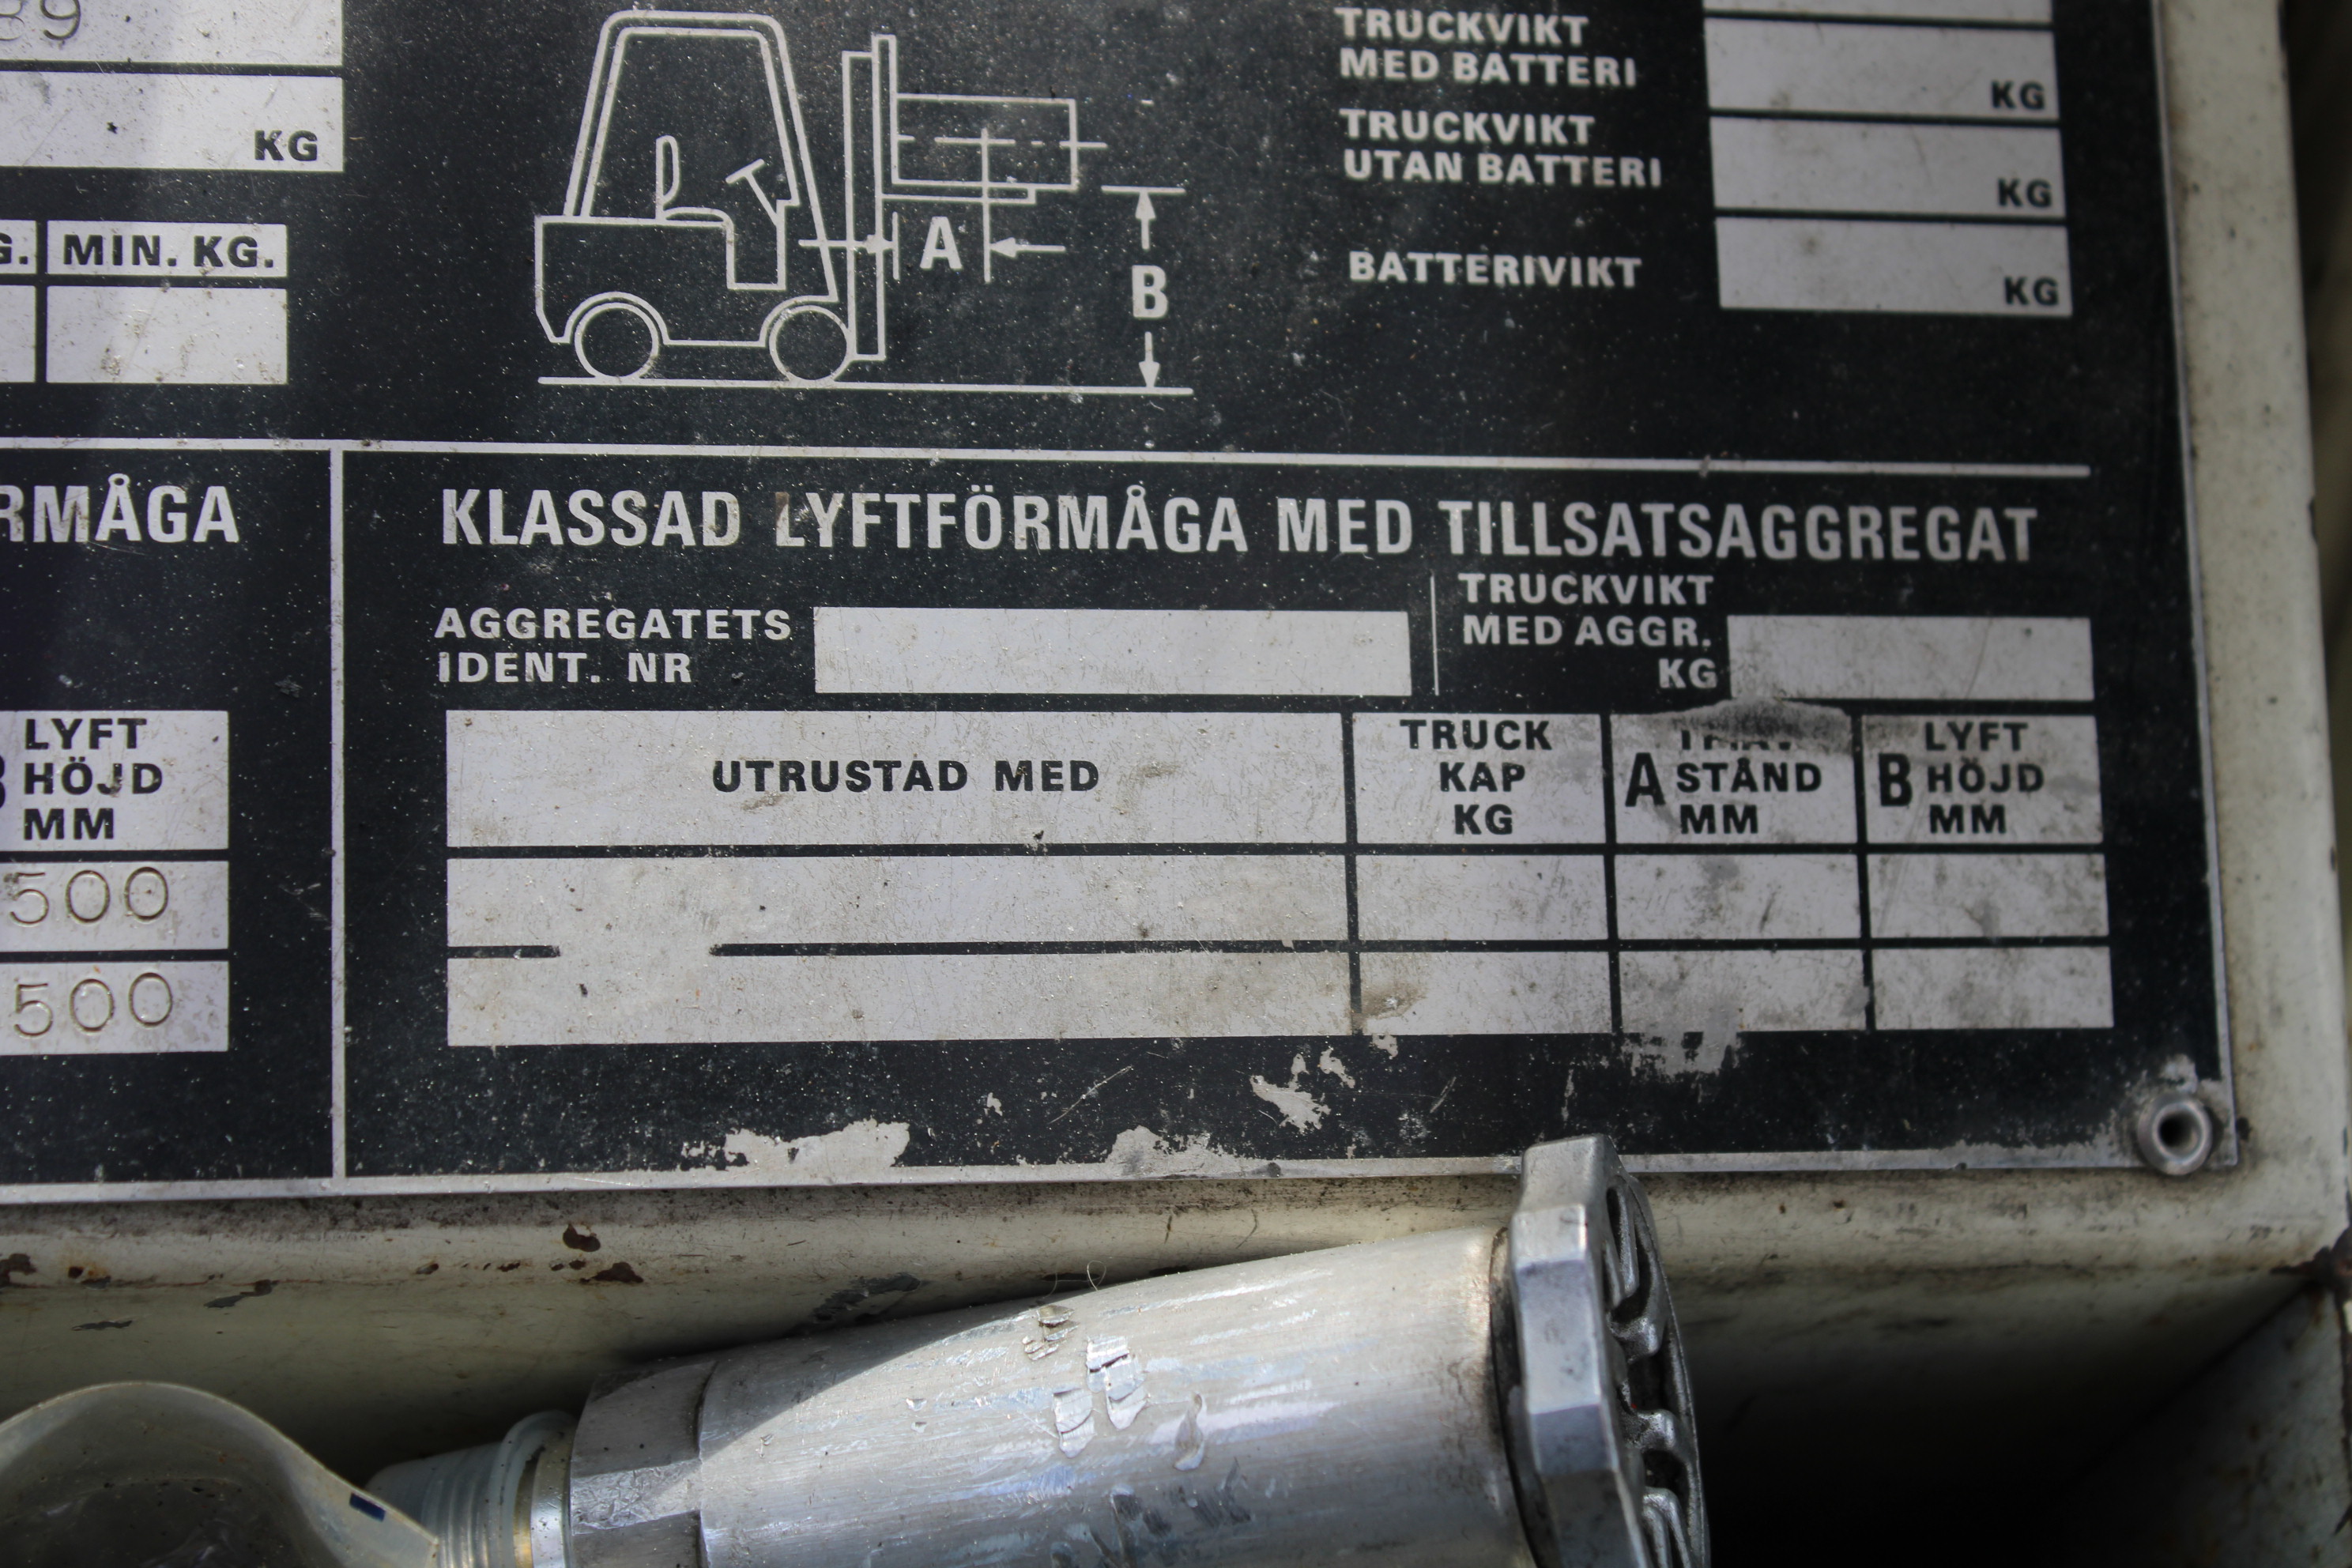 89
KG
G. MIN. KG.
A
B
TRUCKVIKT
MED BATTERI
KG
TRUCKVIKT
UTAN BATTERI
KG
BATTERIVIKT
KG
RMÅGA
LYFT
HÖJD
MM
500
500
KLASSAD LYFTFÖRMÅGA MED TILLSATSAGGREGAT
AGGREGATETS
IDENT. NR
TRUCKVIKT
MED AGGR.
KG
UTRUSTAD MED
TRUCK
KAP
KG
A STÅND
MM
LYFT
B HÖJD
MM